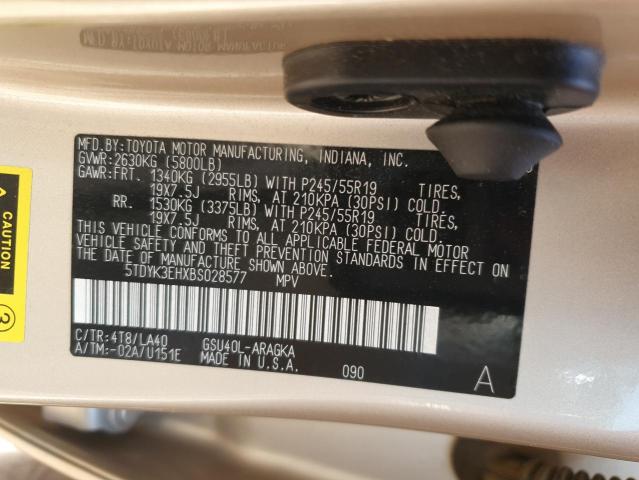 MFD.BY:TOYOTA MOTOR MANUFACTURING, INDIANA, INC.
GVWR:2630KG (5800LB)
GAWR:FRT. 1340KG (2955LB) WITH P245/55R19 TIRES,
19X7.5J RIMS, AT 210KPA (30PSI) COLD
RR. 1530KG (3375LB) WITH P245/55R19 TIRES,
19X7.5J RIMS, AT 210KPA (30PSI) COLD
THIS VEHICLE CONFORMS TO ALL APPLICABLE FEDERAL MOTOR
VEHICLE SAFETY AND THEFT PREVENTION STANDARDS IN EFFECT ON
THE DATE OF MANUFACTURE SHOWN ABOVE.
5TDYK3EHXBS028577 MPV
C/TR:4T8/LA40 GSU40L-ARAGKA
A/TM:-02A/U151E MADE IN U.S.A. 090
A
CAUTION
3